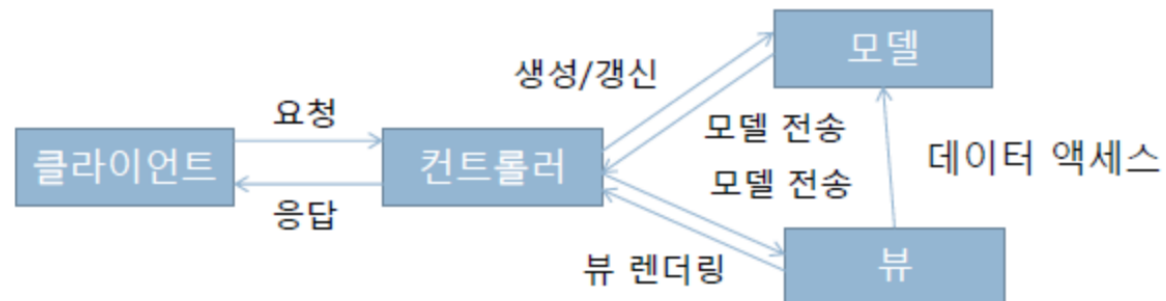 모델
생성/갱신
요청
모델 전송
클라이언트
컨트롤러
데이터 액세스
모델 전송
응답
뷰 렌더링
뷰